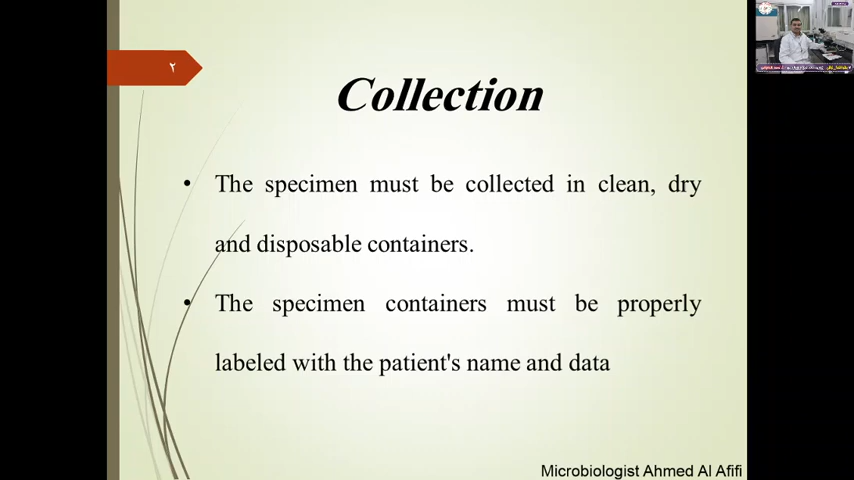 ٢
Collection
• The specimen must be collected in clean, dry
and disposable containers.
• The specimen containers must be properly
labeled with the patient's name and data
Microbiologist Ahmed Al Afifi